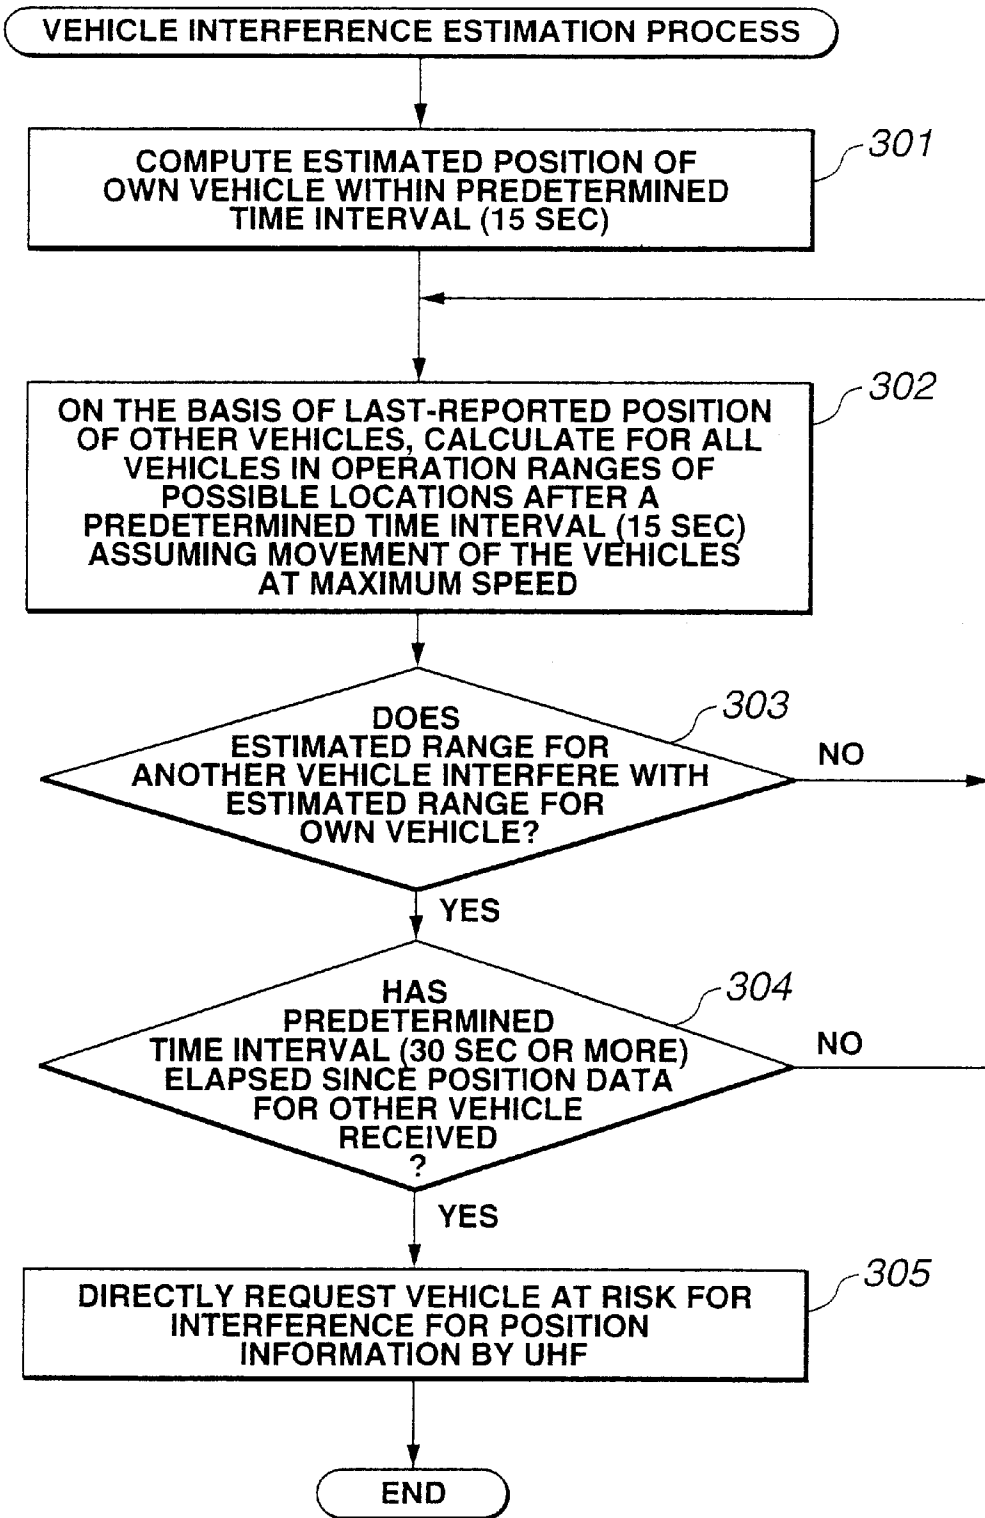 VEHICLE INTERFERENCE ESTIMATION PROCESS
301
COMPUTE ESTIMATED POSITION OF
OWN VEHICLE WITHIN PREDETERMINED
TIME INTERVAL (15 SEC)
302
ON THE BASIS OF LAST-REPORTED POSITION
OF OTHER VEHICLES, CALCULATE FOR ALL
VEHICLES IN OPERATION RANGES OF
POSSIBLE LOCATIONS AFTER A
PREDETERMINED TIME INTERVAL (15 SEC)
ASSUMING MOVEMENT OF THE VEHICLES
AT MAXIMUM SPEED
303
DOES
ESTIMATED RANGE FOR
ANOTHER VEHICLE INTERFERE WITH
ESTIMATED RANGE FOR
OWN VEHICLE?
NO
YES
304
HAS
PREDETERMINED
TIME INTERVAL (30 SEC OR MORE)
ELAPSED SINCE POSITION DATA
FOR OTHER VEHICLE
RECEIVED
?
NO
YES
305
DIRECTLY REQUEST VEHICLE AT RISK FOR
INTERFERENCE FOR POSITION
INFORMATION BY UHF
END